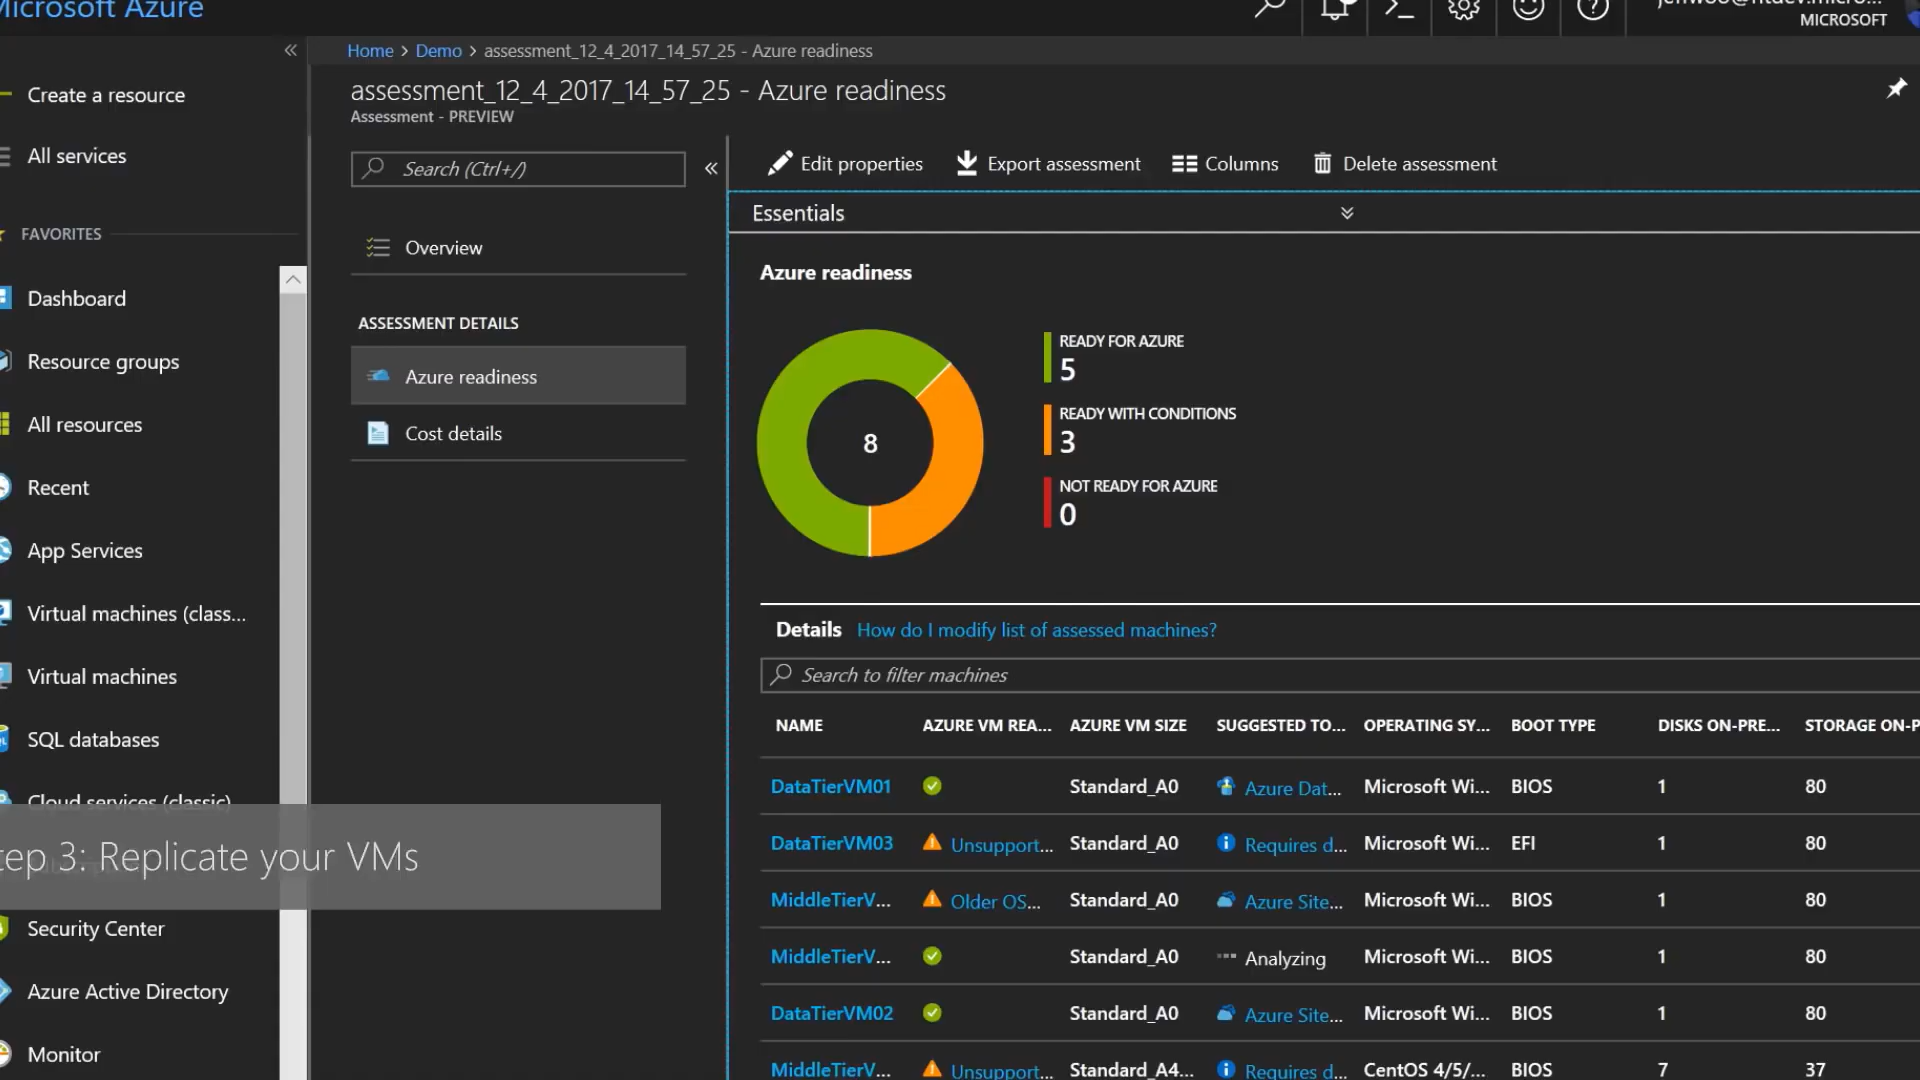 Microsoft Azure
MICROSOFT
Home > Demo > assessment_12_4_2017_14_57_25 - Azure readiness
assessment_12_4_2017_14_57_25 - Azure readiness
Assessment - PREVIEW
Create a resource
All services
FAVORITES
Dashboard
Resource groups
All resources
Recent
App Services
Virtual machines (class...
Virtual machines
SQL databases
Cloud services (classic)
tep 3: Replicate your VMs
Security Center
Azure Active Directory
Monitor
Search (Ctrl+/)
Overview
ASSESSMENT DETAILS
Azure readiness
Cost details
Edit properties
Export assessment
Columns
Delete assessment
Essentials
Azure readiness
8
READY FOR AZURE
5
READY WITH CONDITIONS
3
NOT READY FOR AZURE
0
Details How do I modify list of assessed machines?
Search to filter machines
NAME AZURE VM REA... AZURE VM SIZE SUGGESTED TO... OPERATING SY... BOOT TYPE DISKS ON-PRE... STORAGE ON-P
DataTierVM01 Standard_A0 Azure Dat... Microsoft Wi... BIOS 1 80
DataTierVM03 Unsupport... Standard_A0 Requires d... Microsoft Wi... EFI 1 80
MiddleTierV... Older OS... Standard_A0 Azure Site... Microsoft Wi... BIOS 1 80
MiddleTierV... Standard_A0 Analyzing Microsoft Wi... BIOS 1 80
DataTierVM02 Standard_A0 Azure Site... Microsoft Wi... BIOS 1 80
MiddleTierV... Unsupport... Standard_A4... Requires d... CentOS 4/5/... BIOS 7 37